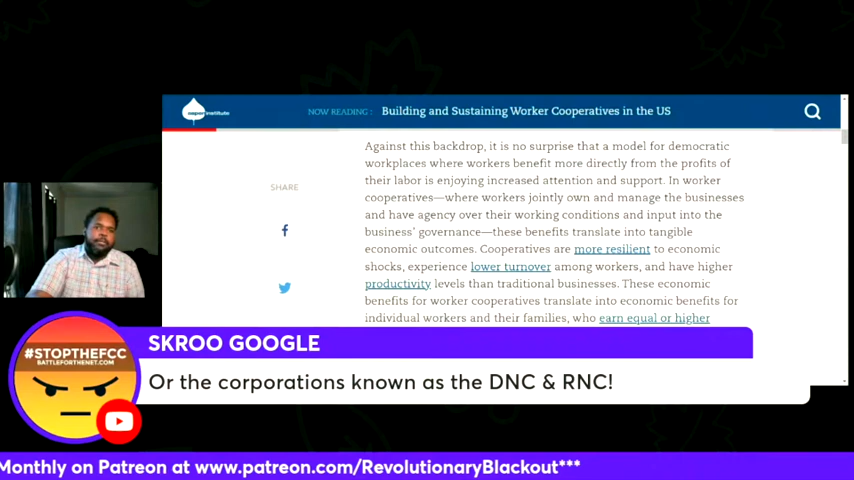 NOW READING : Building and Sustaining Worker Cooperatives in the US
Against this backdrop, it is no surprise that a model for democratic
workplaces where workers benefit more directly from the profits of
their labor is enjoying increased attention and support. In worker
SHARE
cooperatives—where workers jointly own and manage the businesses
and have agency over their working conditions and input into the
business' governance—these benefits translate into tangible
economic outcomes. Cooperatives are more resilient to economic
shocks, experience lower turnover among workers, and have higher
productivity levels than traditional businesses. These economic
benefits for worker cooperatives translate into economic benefits for
individual workers and their families, who earn equal or higher
#STOPTHEFCC
BATTLEFORTHENET.COM
SKROO GOOGLE
Or the corporations known as the DNC & RNC!
Monthly on Patreon at www.patreon.com/RevolutionaryBlackout***